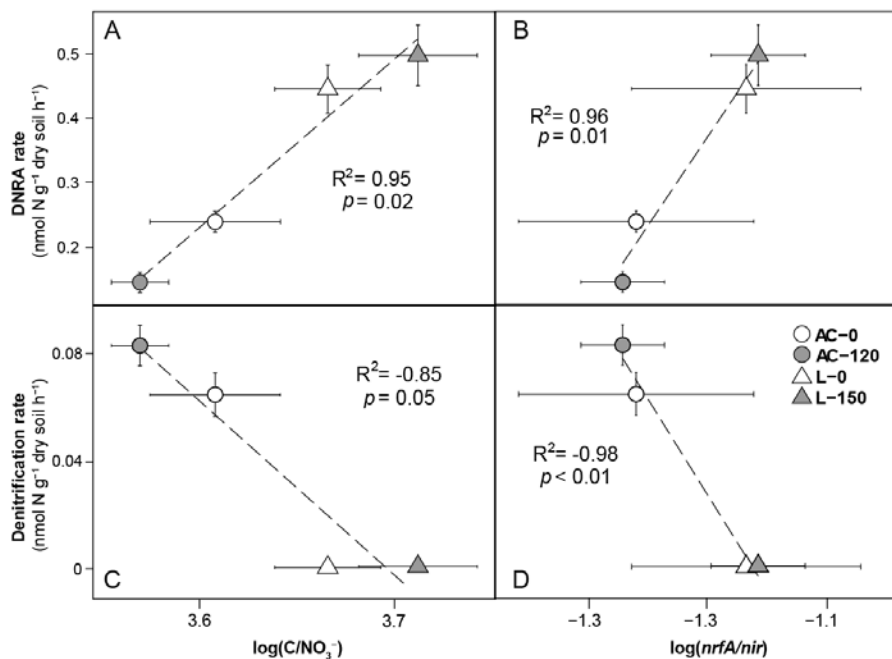 A
B
0.5
0.4
0.3
0.2
DNRA rate
(nmol N g⁻¹ dry soil h⁻¹)
R²= 0.95
p = 0.02
R²= 0.96
p = 0.01
0.08
0.04
0
Denitrification rate
(nmol N g⁻¹ dry soil h⁻¹)
R²= -0.85
p = 0.05
R²= -0.98
p < 0.01
AC−0
AC−120
L−0
L−150
C
D
3.6
3.7
-1.3
-1.3
-1.1
log(C/NO₃⁻)
log(nrfA/nir)